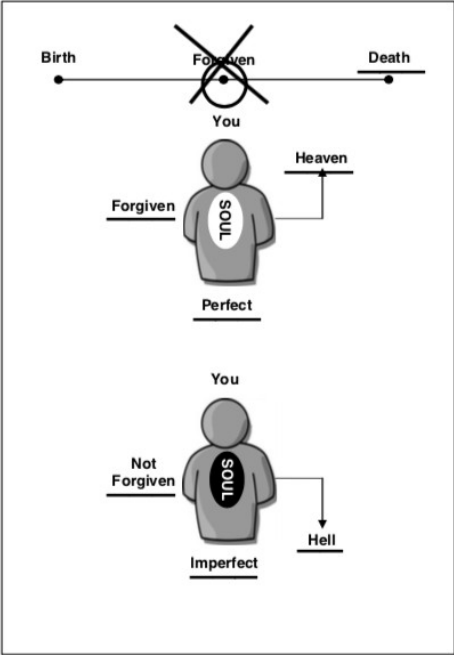 Birth
Forgiven
Death
You
Heaven
Forgiven
SOUL
Perfect
You
Not
Forgiven
SOUL
Hell
Imperfect